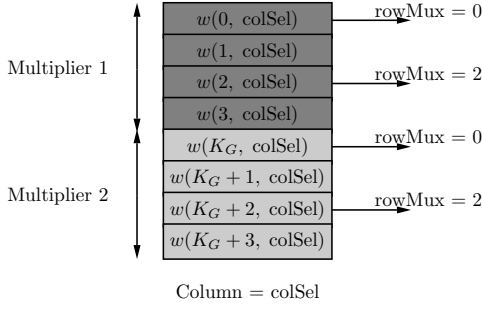 w(0, colSel)
rowMux = 0
w(1, colSel)
Multiplier 1
w(2, colSel)
rowMux = 2
w(3, colSel)
w(K_G, colSel)
rowMux = 0
w(K_G + 1, colSel)
Multiplier 2
w(K_G + 2, colSel)
rowMux = 2
w(K_G + 3, colSel)
Column = colSel